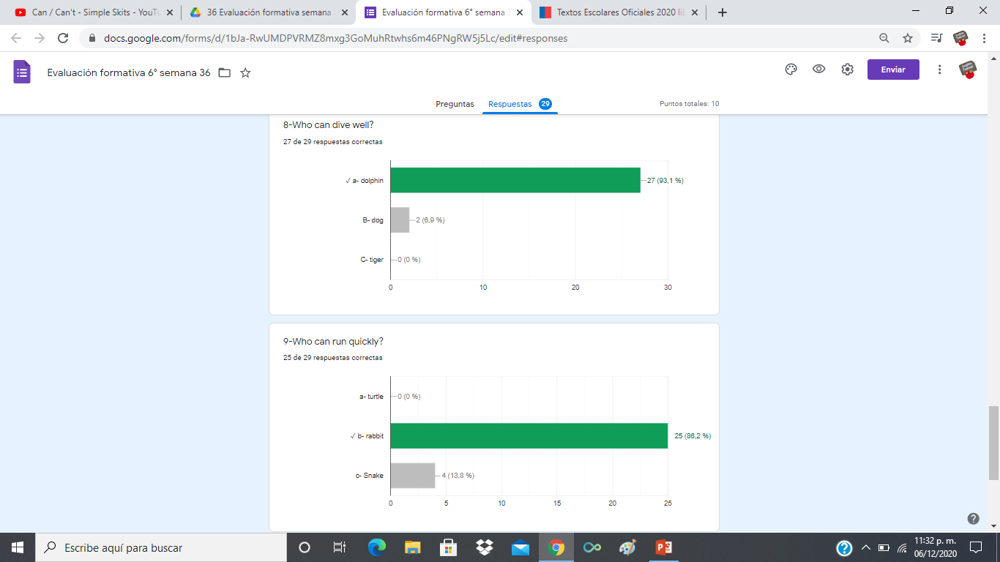 Can / Can't - Simple Skits - YouTu
36 Evaluación formativa semana
Evaluación formativa 6° semana 3
Textos Escolares Oficiales 2020 lib
docs.google.com/forms/d/1bJa-RwUMDPVRMZ8mxg3GoMuhRtwhs6m46PNgRW5j5Lc/edit#responses
Evaluación formativa 6° semana 36
Enviar
Preguntas
Respuestas 29
Puntos totales: 10
8-Who can dive well?
27 de 29 respuestas correctas
✓ a- dolphin
27 (93,1 %)
B- dog
2 (6,9 %)
C- tiger
0 (0 %)
0 10 20 30
9-Who can run quickly?
25 de 29 respuestas correctas
a- turtle
0 (0 %)
✓ b- rabbit
25 (86,2 %)
c- Snake
4 (13,8 %)
0 5 10 15 20 25
Escribe aquí para buscar
11:32 p. m.
06/12/2020